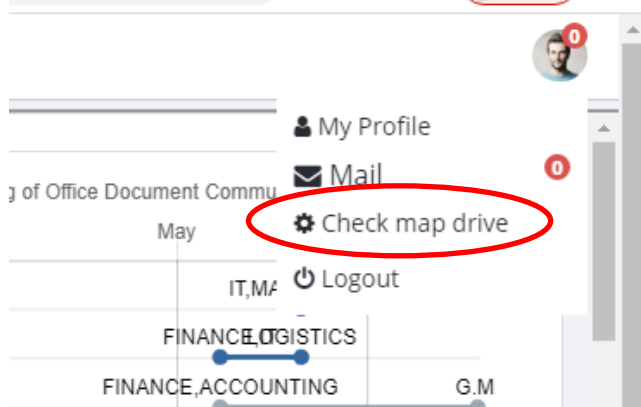 0
My Profile
Mail 0
g of Office Document Commu
Check map drive
May
Logout
IT,MA
FINANCE,LOGISTICS
FINANCE,ACCOUNTING G.M